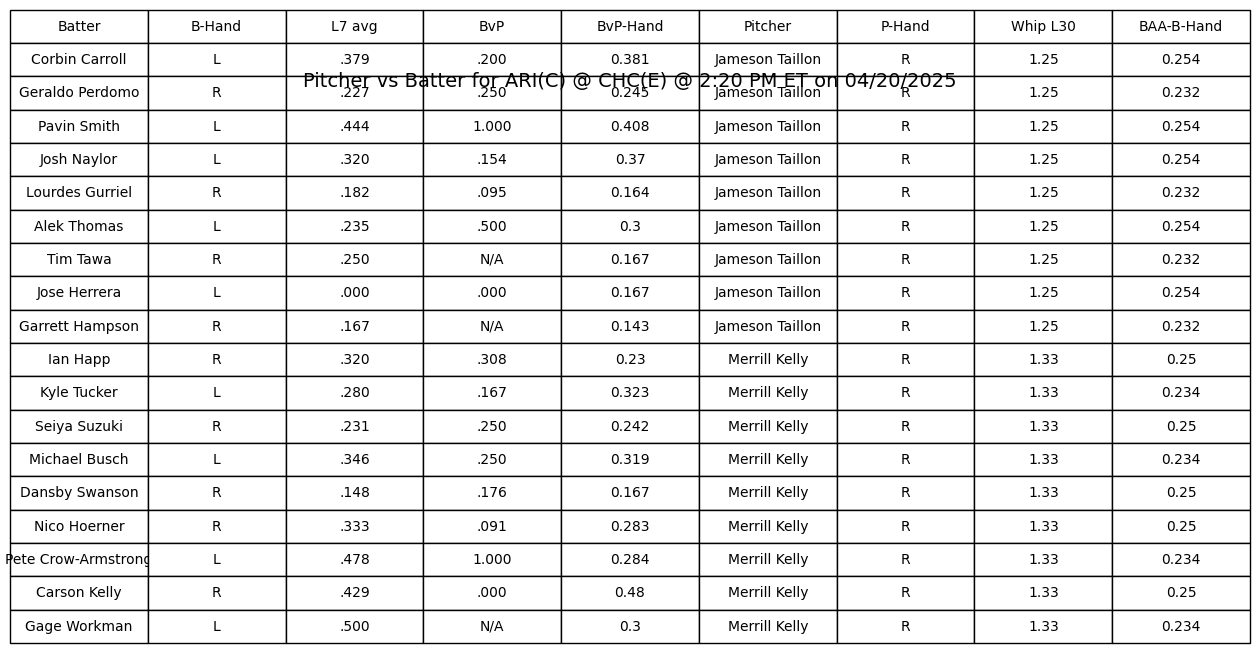 Batter B-Hand L7 avg BvP BvP-Hand Pitcher P-Hand Whip L30 BAA-B-Hand
Corbin Carroll L .379 .200 0.381 Jameson Taillon R 1.25 0.254
Pitcher vs Batter for ARI(C) @ CHC(E) @ 2:20 PM ET on 04/20/2025
Geraldo Perdomo R .227 .250 0.245 Jameson Taillon R 1.25 0.232
Pavin Smith L .444 1.000 0.408 Jameson Taillon R 1.25 0.254
Josh Naylor L .320 .154 0.37 Jameson Taillon R 1.25 0.254
Lourdes Gurriel R .182 .095 0.164 Jameson Taillon R 1.25 0.232
Alek Thomas L .235 .500 0.3 Jameson Taillon R 1.25 0.254
Tim Tawa R .250 N/A 0.167 Jameson Taillon R 1.25 0.232
Jose Herrera L .000 .000 0.167 Jameson Taillon R 1.25 0.254
Garrett Hampson R .167 N/A 0.143 Jameson Taillon R 1.25 0.232
Ian Happ R .320 .308 0.23 Merrill Kelly R 1.33 0.25
Kyle Tucker L .280 .167 0.323 Merrill Kelly R 1.33 0.234
Seiya Suzuki R .231 .250 0.242 Merrill Kelly R 1.33 0.25
Michael Busch L .346 .250 0.319 Merrill Kelly R 1.33 0.234
Dansby Swanson R .148 .176 0.167 Merrill Kelly R 1.33 0.25
Nico Hoerner R .333 .091 0.283 Merrill Kelly R 1.33 0.25
Pete Crow-Armstrong L .478 1.000 0.284 Merrill Kelly R 1.33 0.234
Carson Kelly R .429 .000 0.48 Merrill Kelly R 1.33 0.25
Gage Workman L .500 N/A 0.3 Merrill Kelly R 1.33 0.234